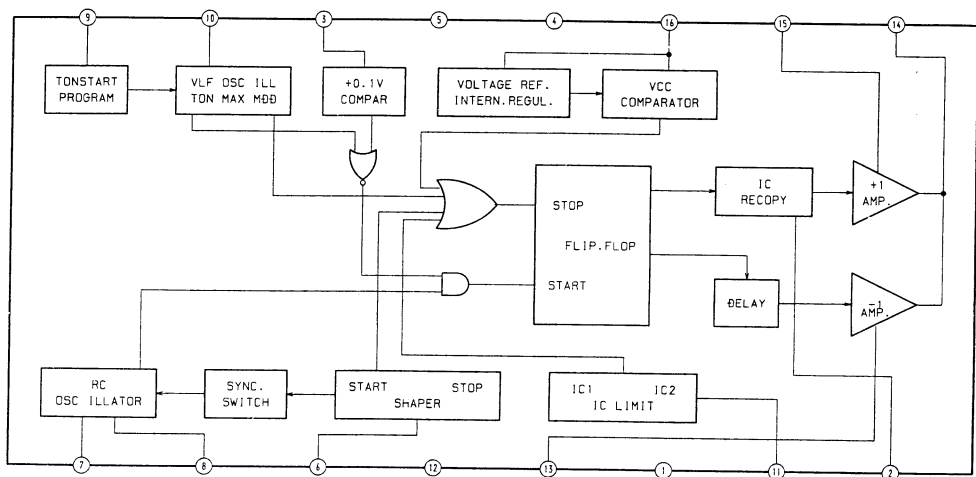 9 10 3 5 4 16 15 14
TONSTART
PROGRAM
VLF OSC ILL
TON MAX MDD
+0.1V
COMPAR
VOLTAGE REF.
INTERN.REGUL.
VCC
COMPARATOR
STOP
FLIP.FLOP
START
IC
RECOPY
+1
AMP.
DELAY
-1
AMP.
RC
OSC ILLATOR
SYNC.
SWITCH
START STOP
SHAPER
IC1 IC2
IC LIMIT
7 8 6 12 13 1 11 2